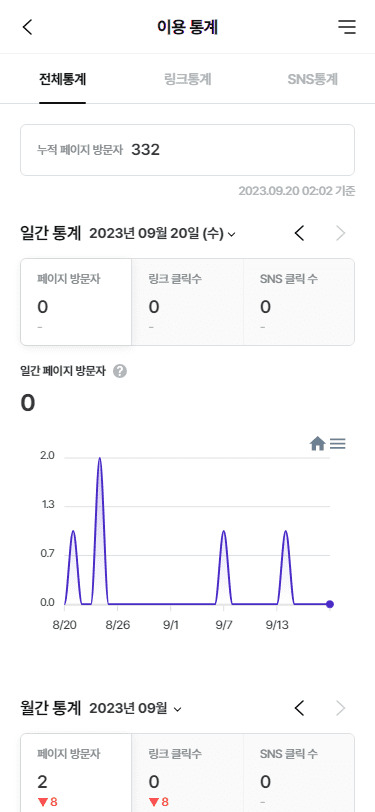 이용 통계
전체통계 링크통계 SNS통계
누적 페이지 방문자 332
2023.09.20 02:02 기준
일간 통계 2023년 09월 20일 (수)
페이지 방문자 링크 클릭수 SNS 클릭 수
0 0 0
- - -
일간 페이지 방문자 ?
0
2.0
1.3
0.7
0.0
8/20 8/26 9/1 9/7 9/13
월간 통계 2023년 09월
페이지 방문자 링크 클릭수 SNS 클릭 수
2 0 0
▼8 ▼8 -